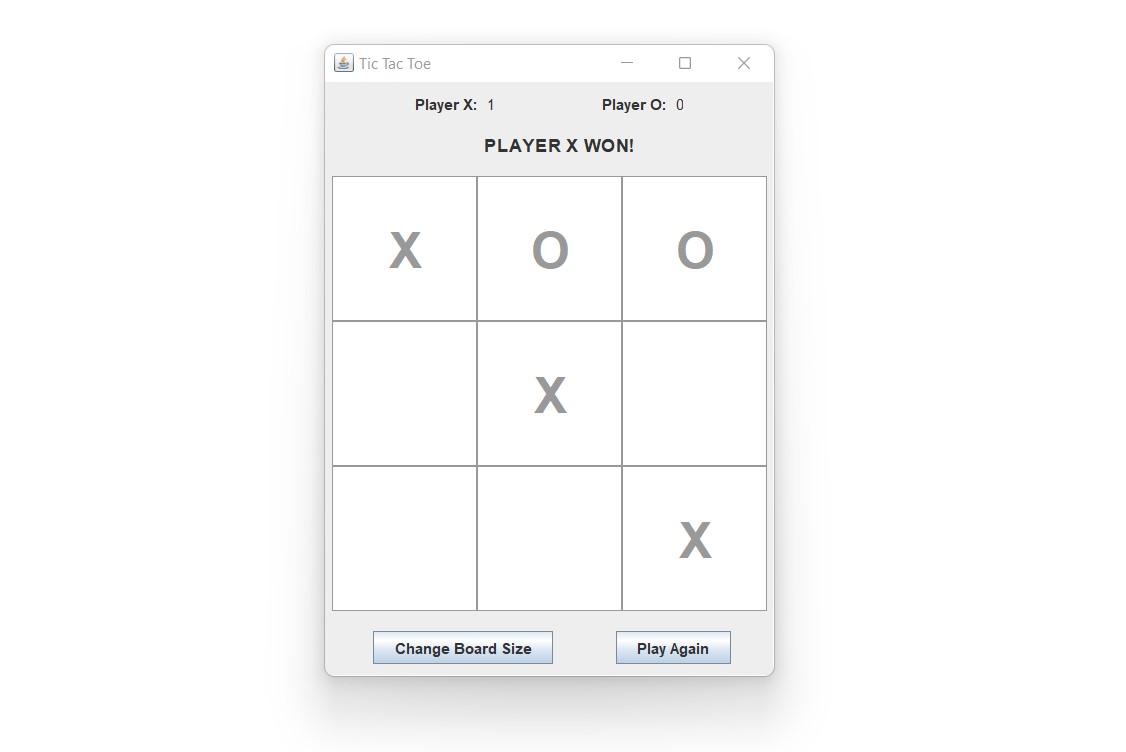 Tic Tac Toe
Player X: 1 Player O: 0
PLAYER X WON!
X O O
X
X
Change Board Size Play Again